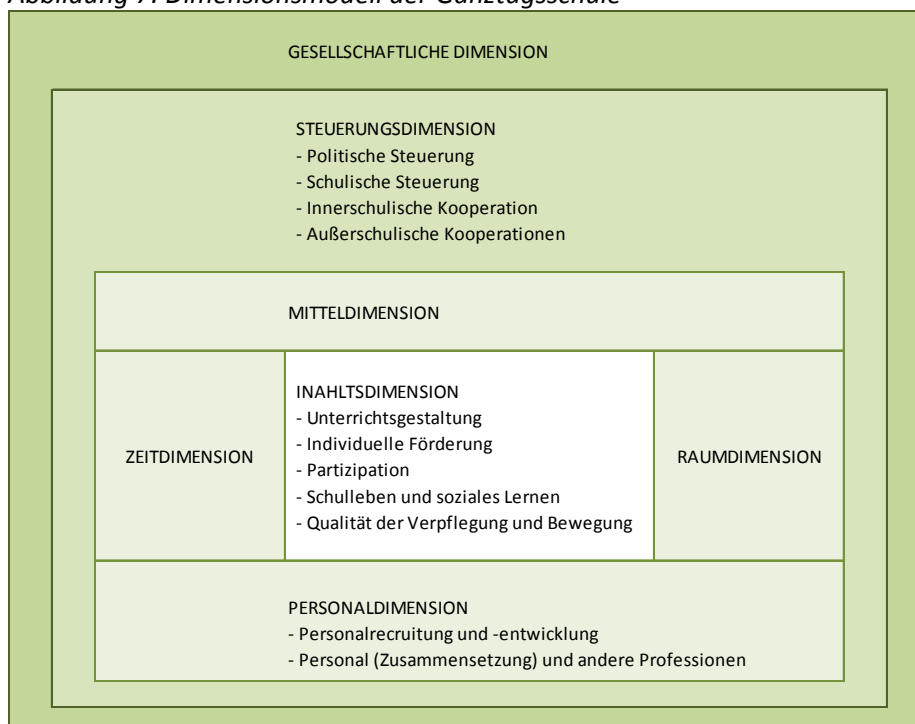 Abbildung 7: Dimensionsmodell der Ganztagsschule
GESELLSCHAFTLICHE DIMENSION
STEUERUNGSDIMENSION
- Politische Steuerung
- Schulische Steuerung
- Innerschulische Kooperation
- Außerschulische Kooperationen
MITTELDIMENSION
ZEITDIMENSION
INAHLTSDIMENSION
- Unterrichtsgestaltung
- Individuelle Förderung
- Partizipation
- Schulleben und soziales Lernen
- Qualität der Verpflegung und Bewegung
RAUMDIMENSION
PERSONALDIMENSION
- Personalrecruitung und -entwicklung
- Personal (Zusammensetzung) und andere Professionen